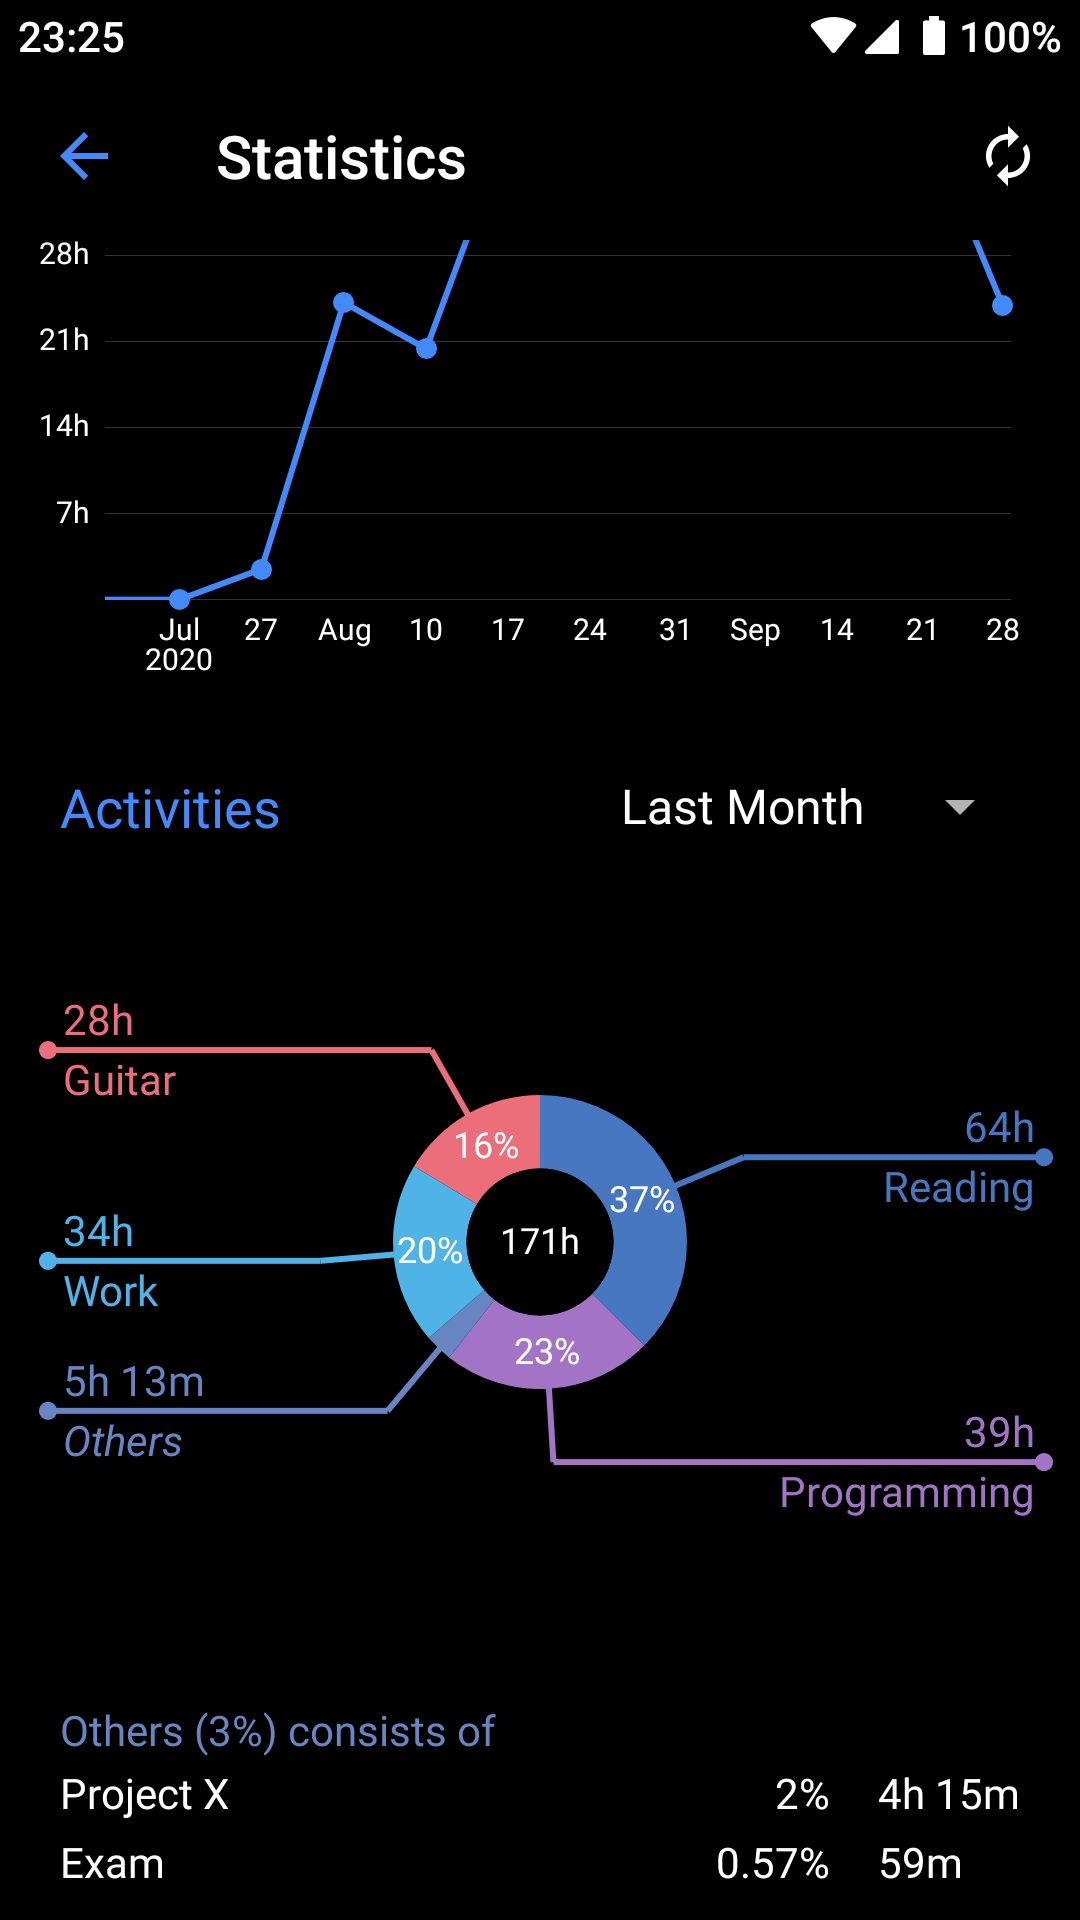 23:25 100%
Statistics
28h
21h
14h
7h
Jul 27 Aug 10 17 24 31 Sep 14 21 28
2020
Activities Last Month
28h
Guitar
64h
Reading
16%
37%
34h
Work
20%
171h
23%
5h 13m
Others
39h
Programming
Others (3%) consists of
Project X 2% 4h 15m
Exam 0.57% 59m